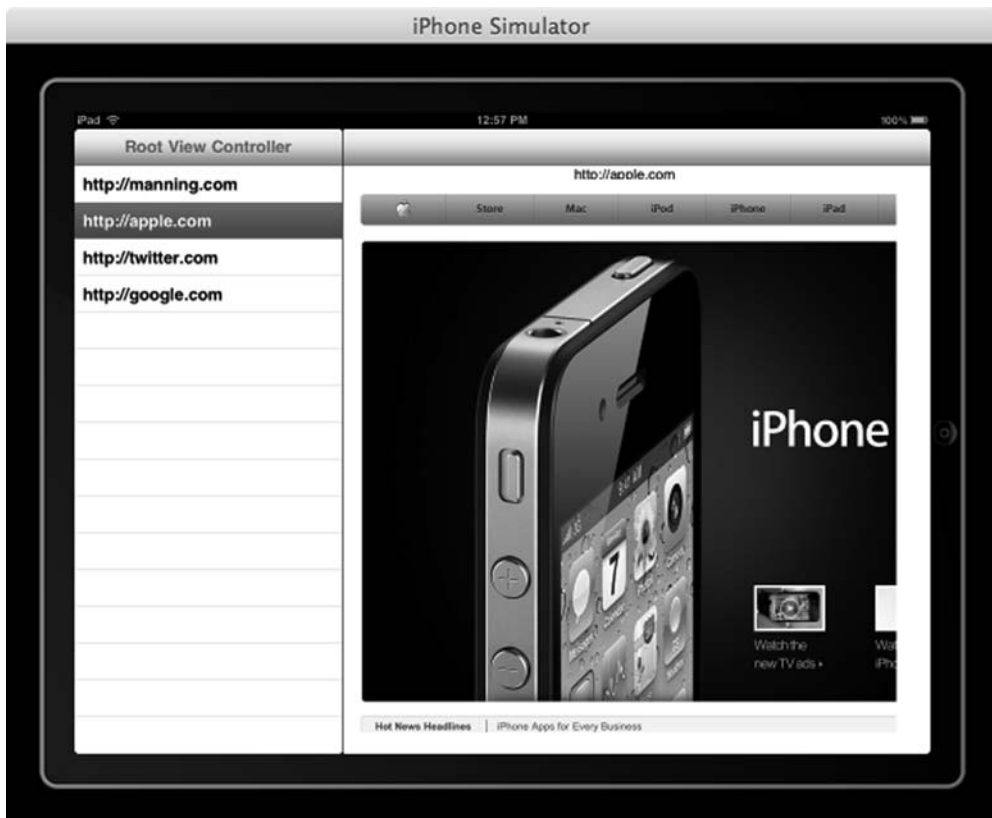 iPhone Simulator
iPad
12:57 PM
100%
Root View Controller
http://manning.com
http://apple.com
http://twitter.com
http://google.com
http://apple.com
Store Mac iPod iPhone iPad
iPhone
7
Messages
Watch the
new TV ads
Hot News Headlines | iPhone Apps for Every Business